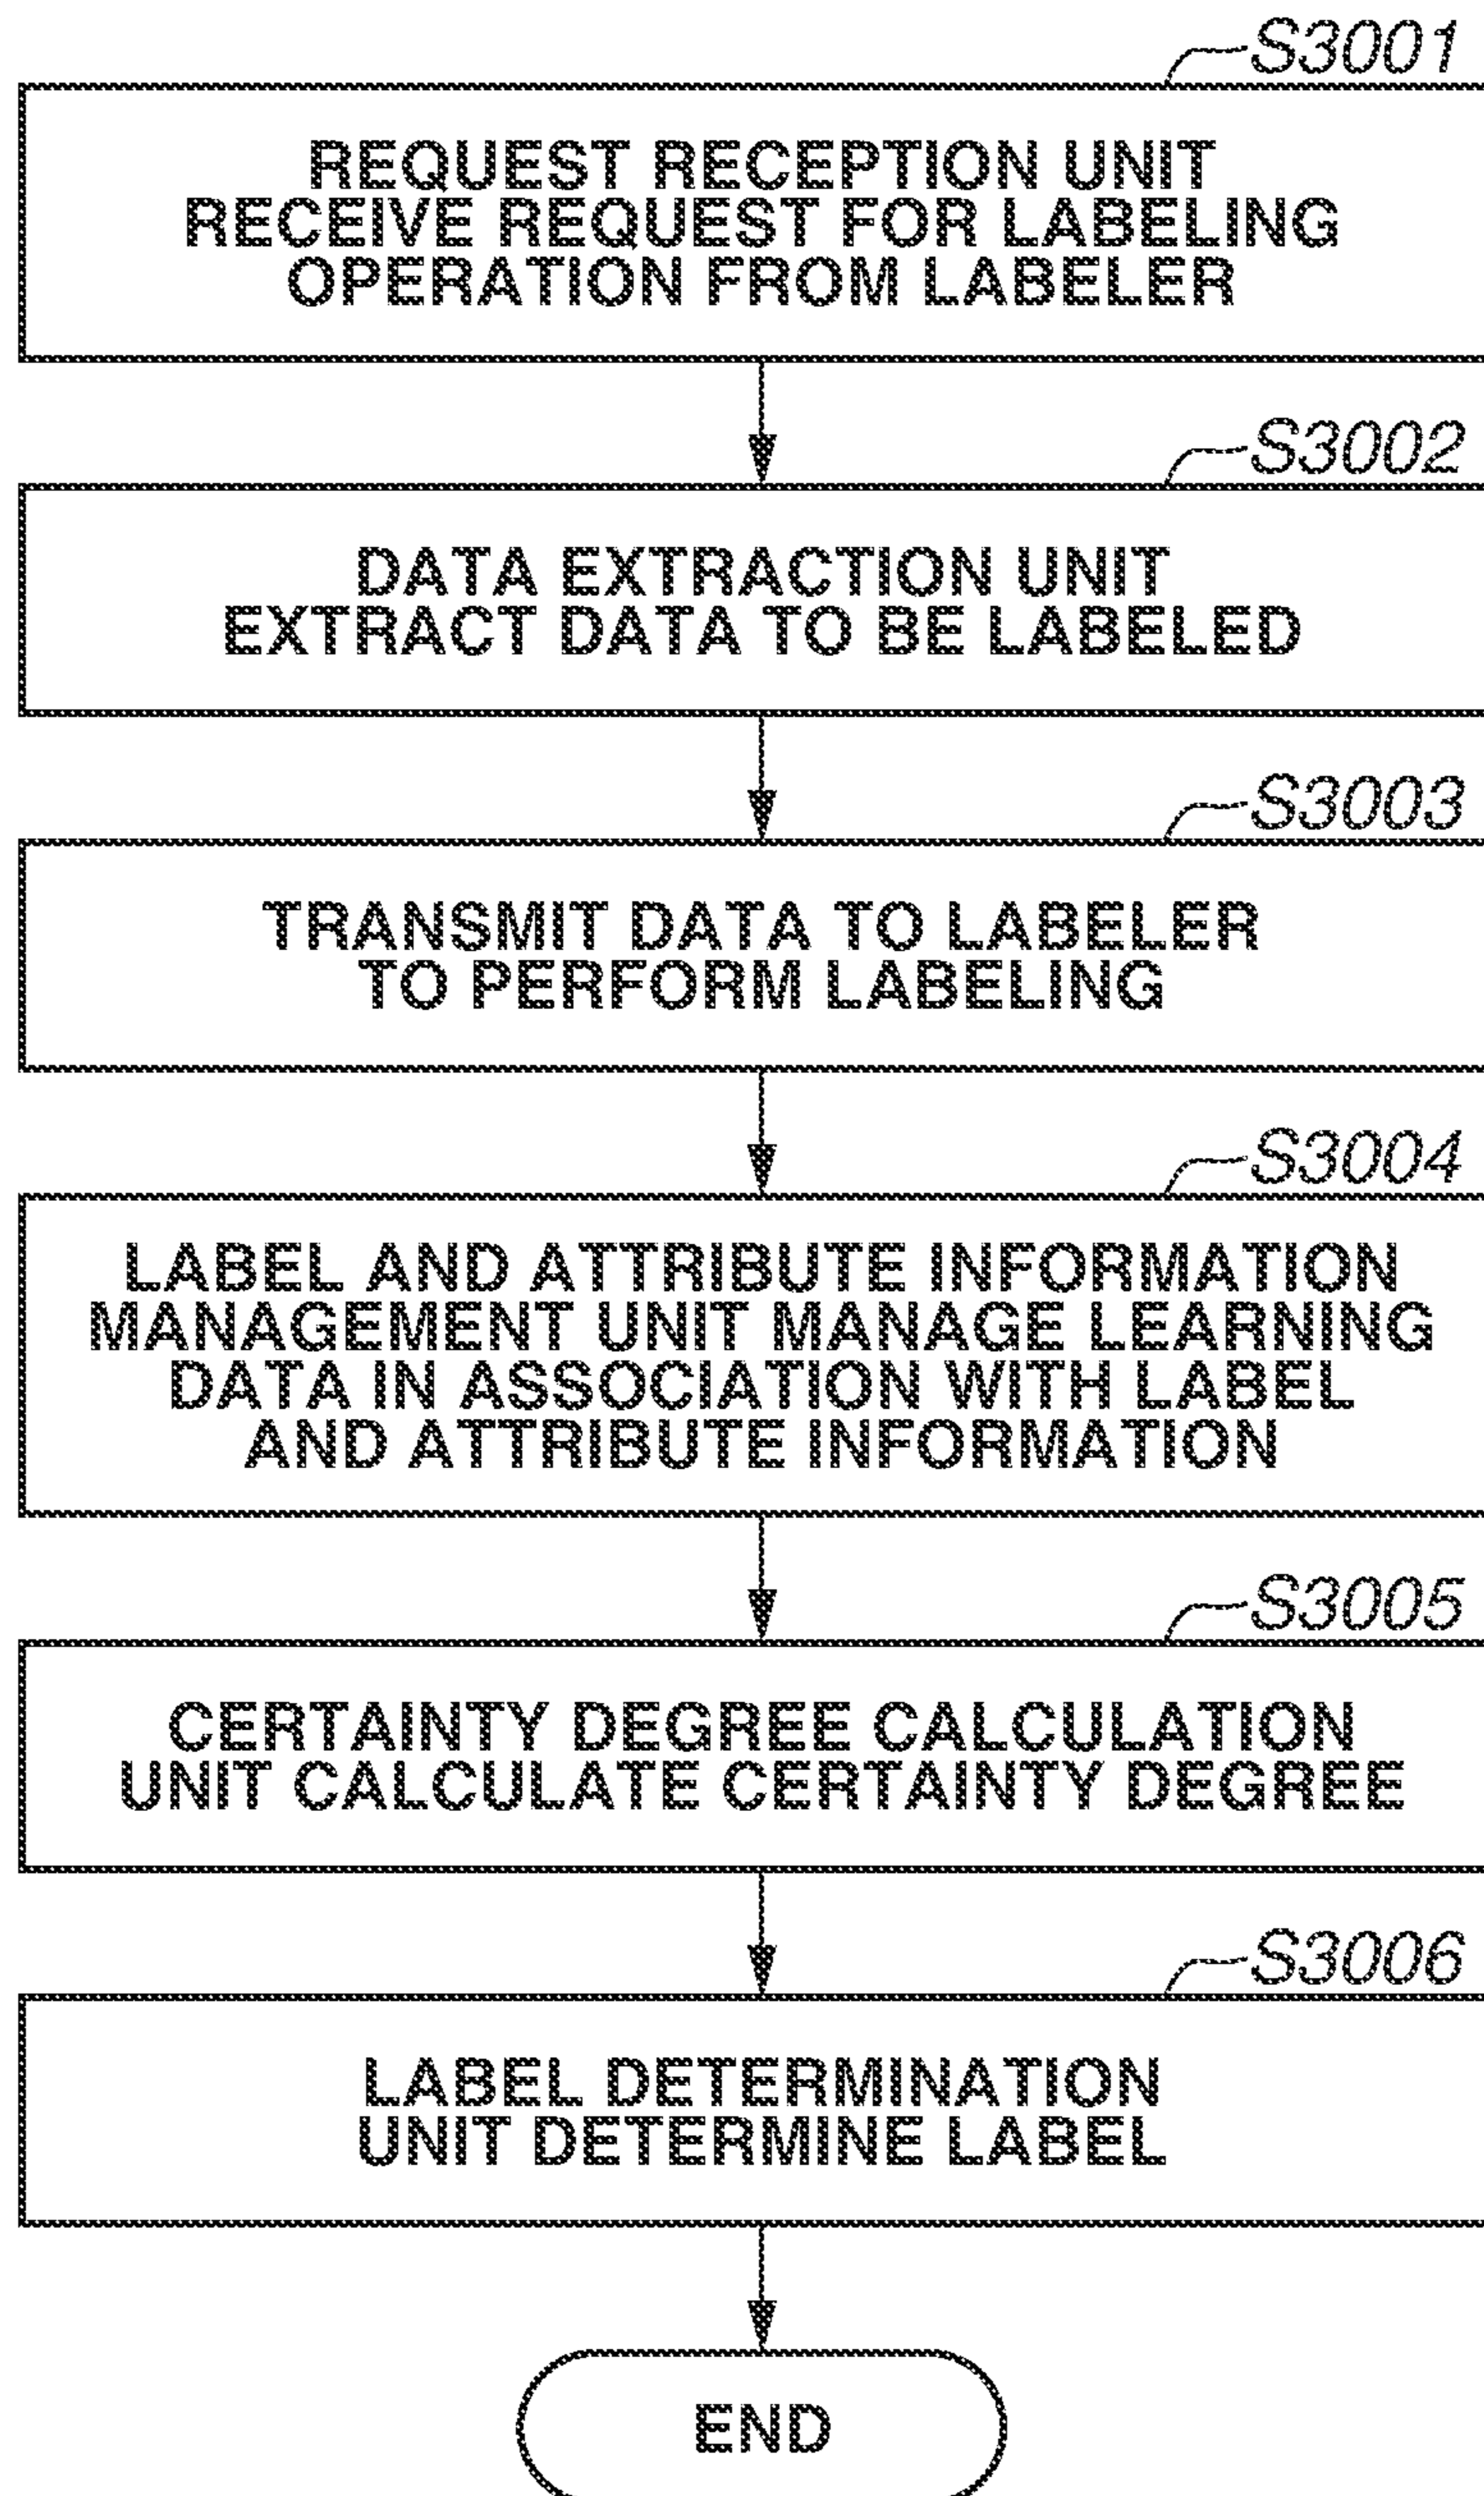 S3001
REQUEST RECEPTION UNIT
RECEIVE REQUEST FOR LABELING
OPERATION FROM LABELER
S3002
DATA EXTRACTION UNIT
EXTRACT DATA TO BE LABELED
S3003
TRANSMIT DATA TO LABELER
TO PERFORM LABELING
S3004
LABEL AND ATTRIBUTE INFORMATION
MANAGEMENT UNIT MANAGE LEARNING
DATA IN ASSOCIATION WITH LABEL
AND ATTRIBUTE INFORMATION
S3005
CERTAINTY DEGREE CALCULATION
UNIT CALCULATE CERTAINTY DEGREE
S3006
LABEL DETERMINATION
UNIT DETERMINE LABEL
END